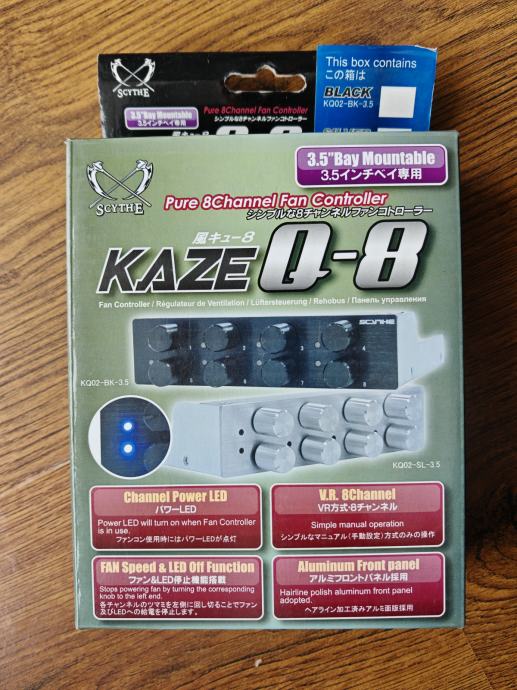 SCYTHE
This box contains
この箱は
BLACK
KQ02-BK-3.5
Pure 8Channel Fan Controller
シンプルな8チャンネルファンコントローラー
3.5"Bay Mountable
3.5インチベイ専用
3.5"Bay Mountable
3.5インチベイ専用
SCYTHE
Pure 8Channel Fan Controller
シンプルな8チャンネルファンコトローラー
風キュー8
KAZE Q-8
Fan Controller / Régulateur de Ventilation / Lüftersteuerung / Rehobus / Панель управления
SCYTHE
KQ02-BK-3.5
KQ02-SL-3.5
Channel Power LED
パワーLED
Power LED will turn on when Fan Controller
is in use.
ファンコン使用時にはパワーLEDが点灯
V.R. 8Channel
VR方式・8チャンネル
Simple manual operation
シンプルなマニュアル(手動設定)方式のみの操作
FAN Speed & LED Off Function
ファン&LED停止機能搭載
Stops powering fan by turning the corresponding
knob to the left end.
各チャンネルのツマミを左側に回し切ることでファン
及びLEDへの給電を停止します。
Aluminum Front panel
アルミフロントパネル採用
Hairline polish aluminum front panel
adopted.
ヘアライン加工済みアルミ面版採用